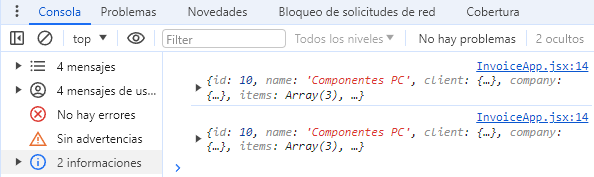 Consola Problemas Novedades Bloqueo de solicitudes de red Cobertura
top Filter Todos los niveles No hay problemas 2 ocultos
4 mensajes
4 mensajes de us...
No hay errores
Sin advertencias
2 informaciones
InvoiceApp.jsx:14
{id: 10, name: 'Componentes PC', client: {…}, company:
{…}, items: Array(3), …}
InvoiceApp.jsx:14
{id: 10, name: 'Componentes PC', client: {…}, company:
{…}, items: Array(3), …}